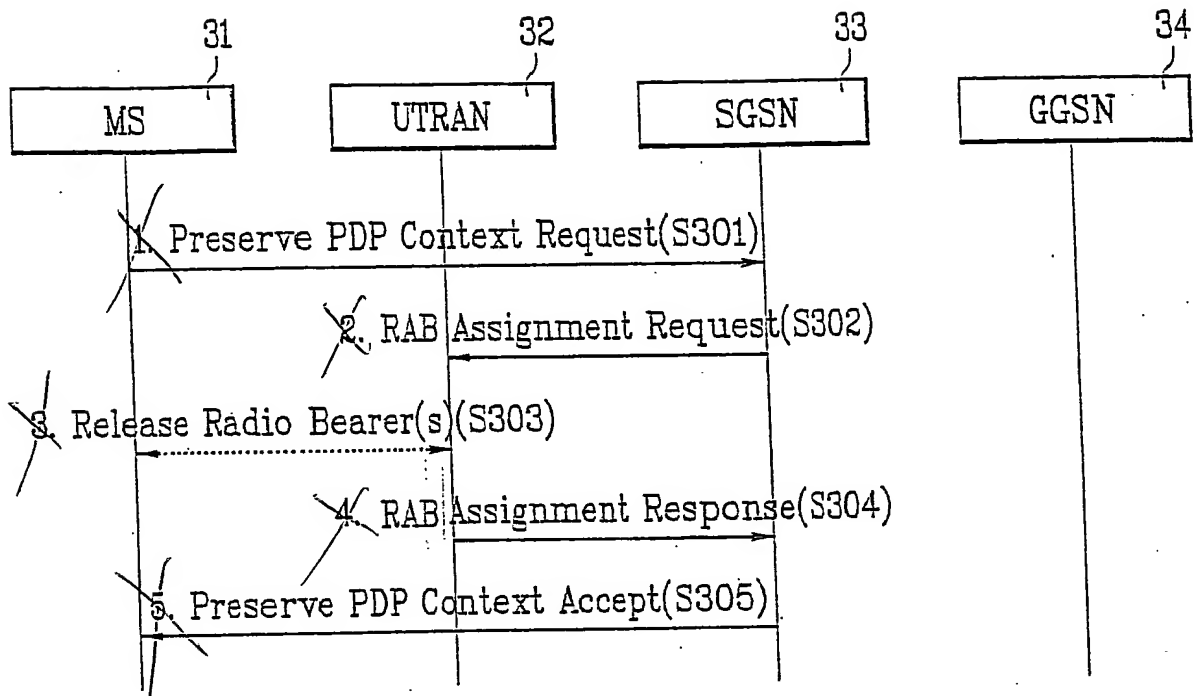 31 32 33 34
MS UTRAN SGSN GGSN
1. Preserve PDP Context Request(S301)
2. RAB Assignment Request(S302)
3. Release Radio Bearer(s)(S303)
4. RAB Assignment Response(S304)
5. Preserve PDP Context Accept(S305)